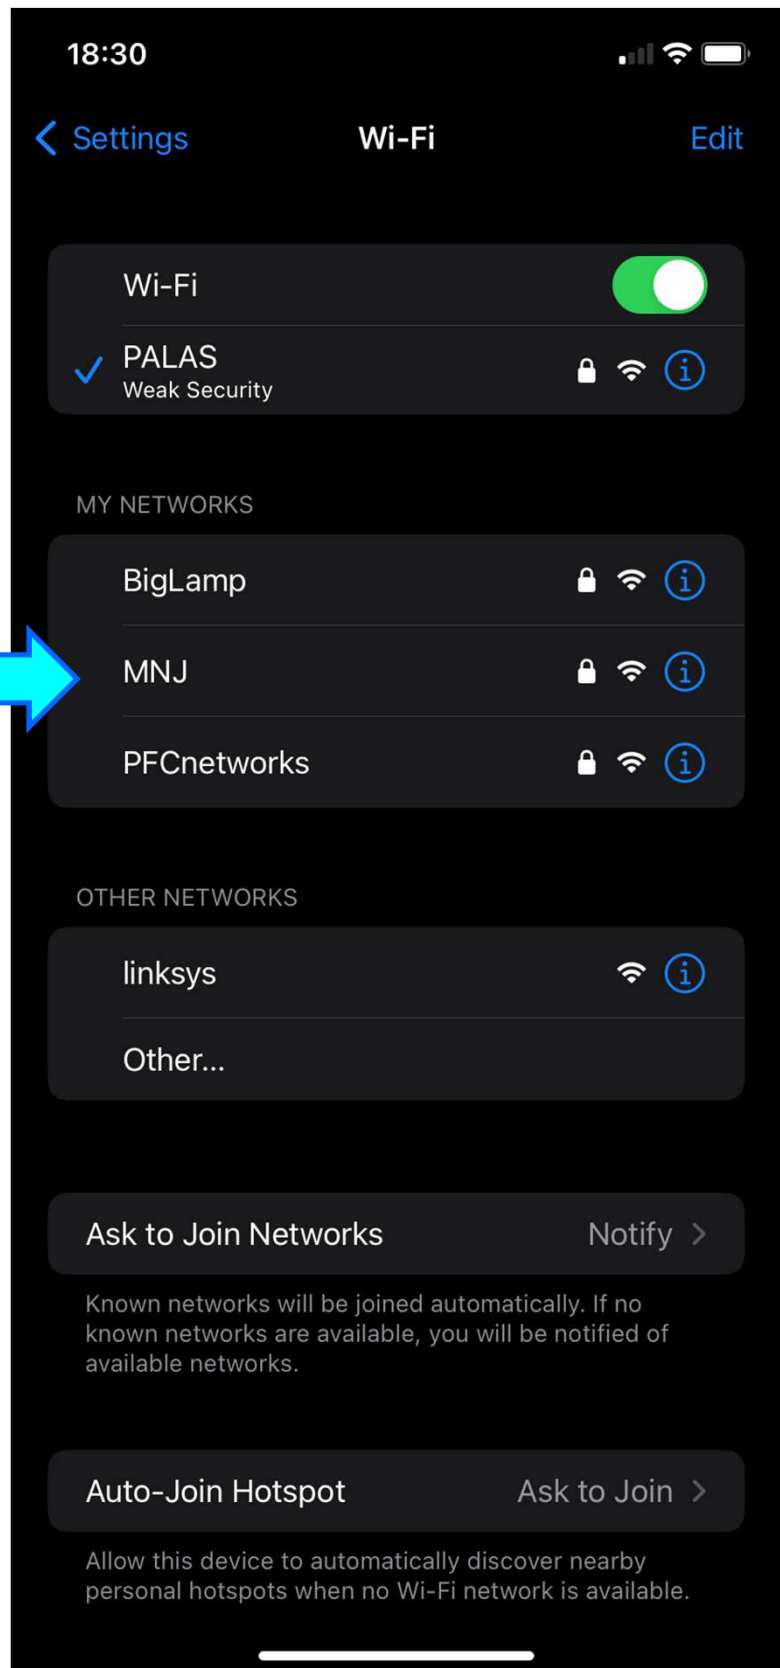 18:30
Settings
Wi-Fi
Edit
Wi-Fi
PALAS
Weak Security
MY NETWORKS
BigLamp
MNJ
PFCnetworks
OTHER NETWORKS
linksys
Other...
Ask to Join Networks
Notify
Known networks will be joined automatically. If no
known networks are available, you will be notified of
available networks.
Auto-Join Hotspot
Ask to Join
Allow this device to automatically discover nearby
personal hotspots when no Wi-Fi network is available.